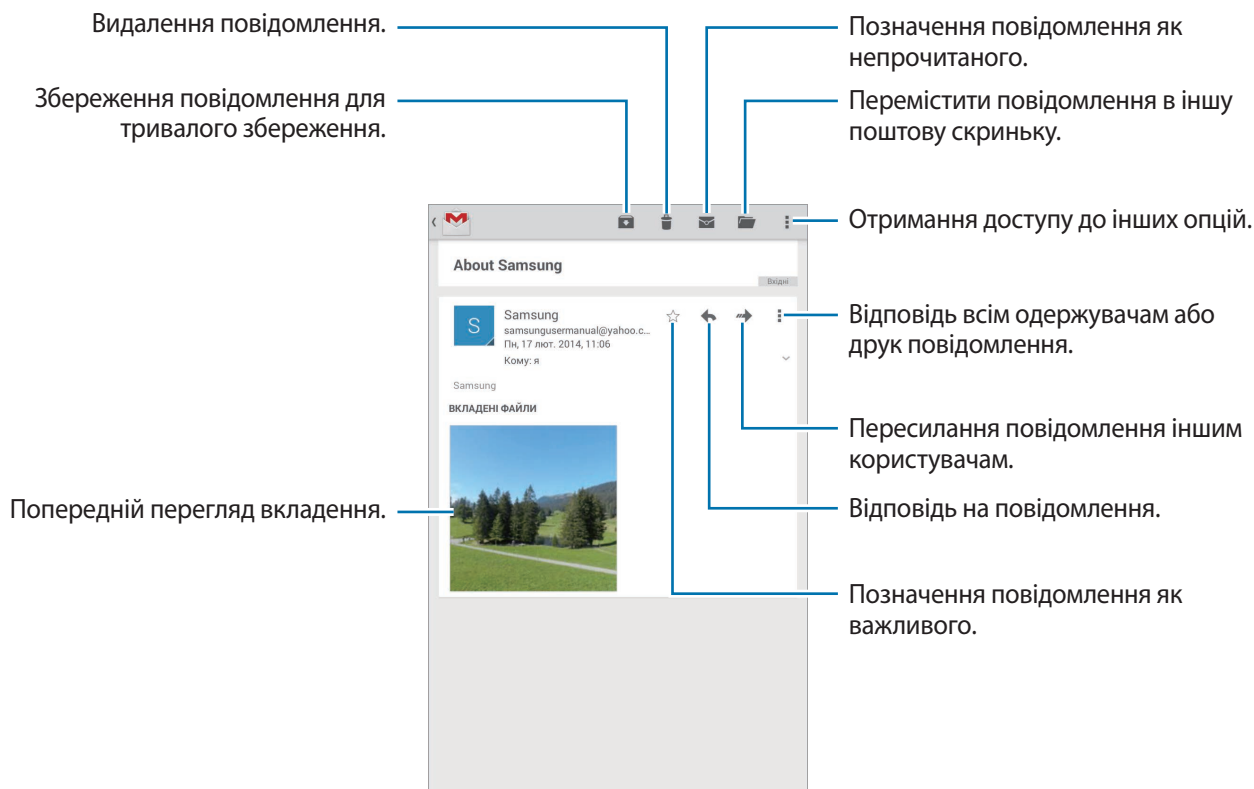 Видалення повідомлення.
Збереження повідомлення для
тривалого збереження.
Позначення повідомлення як
непрочитаного.
Перемістити повідомлення в іншу
поштову скриньку.
Отримання доступу до інших опцій.
About Samsung
Вхідні
S
Samsung
samsungusermanual@yahoo.c...
Пн, 17 лют. 2014, 11:06
Кому: я
Samsung
ВКЛАДЕНІ ФАЙЛИ
Відповідь всім одержувачам або
друк повідомлення.
Пересилання повідомлення іншим
користувачам.
Попередній перегляд вкладення.
Відповідь на повідомлення.
Позначення повідомлення як
важливого.